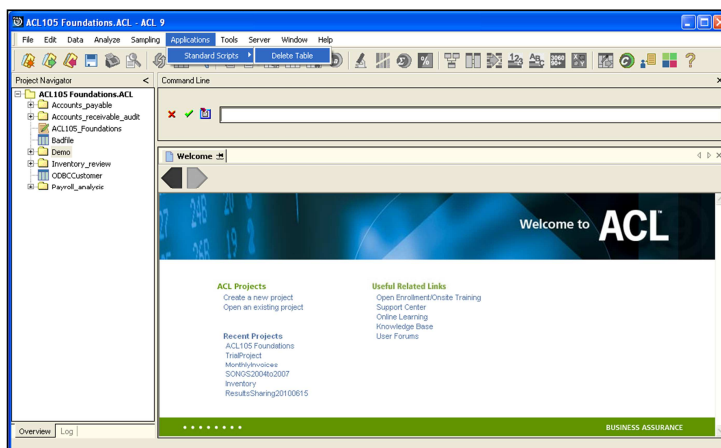 ACL105 Foundations.ACL - ACL 9
File Edit Data Analyze Sampling Applications Tools Server Window Help
Standard Scripts Delete Table
Project Navigator <
Command Line
ACL105 Foundations.ACL
Accounts_payable
Accounts_receivable_audit
ACL105_Foundations
Badfile
Demo
Inventory_review
ODBCCustomer
Payroll_analysis
Welcome
Welcome to ACL
ACL Projects
Create a new project
Open an existing project
Recent Projects
ACL105 Foundations
TrialProject
MonthlyInvoices
SONGS2004to2007
Inventory
ResultsSharing20100615
Useful Related Links
Open Enrollment/Onsite Training
Support Center
Online Learning
Knowledge Base
User Forums
BUSINESS ASSURANCE
Overview Log